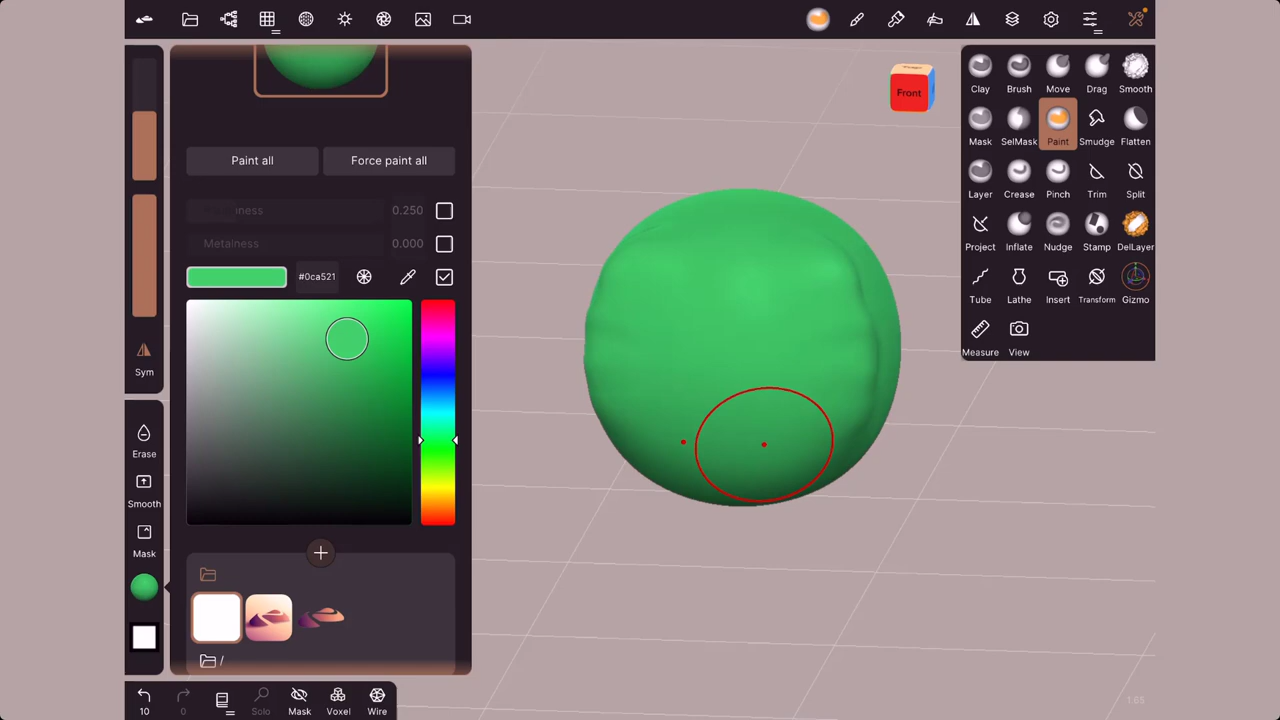 Front
Clay Brush Move Drag Smooth
Mask SelMask Paint Smudge Flatten
Layer Crease Pinch Trim Split
Project Inflate Nudge Stamp DelLayer
Tube Lathe Insert Transform Gizmo
Measure View
Paint all Force paint all
0.250
Metalness 0.000
#0ca521
Sym
Erase
Smooth
Mask
/
10 0 Solo Mask Voxel Wire
1.65